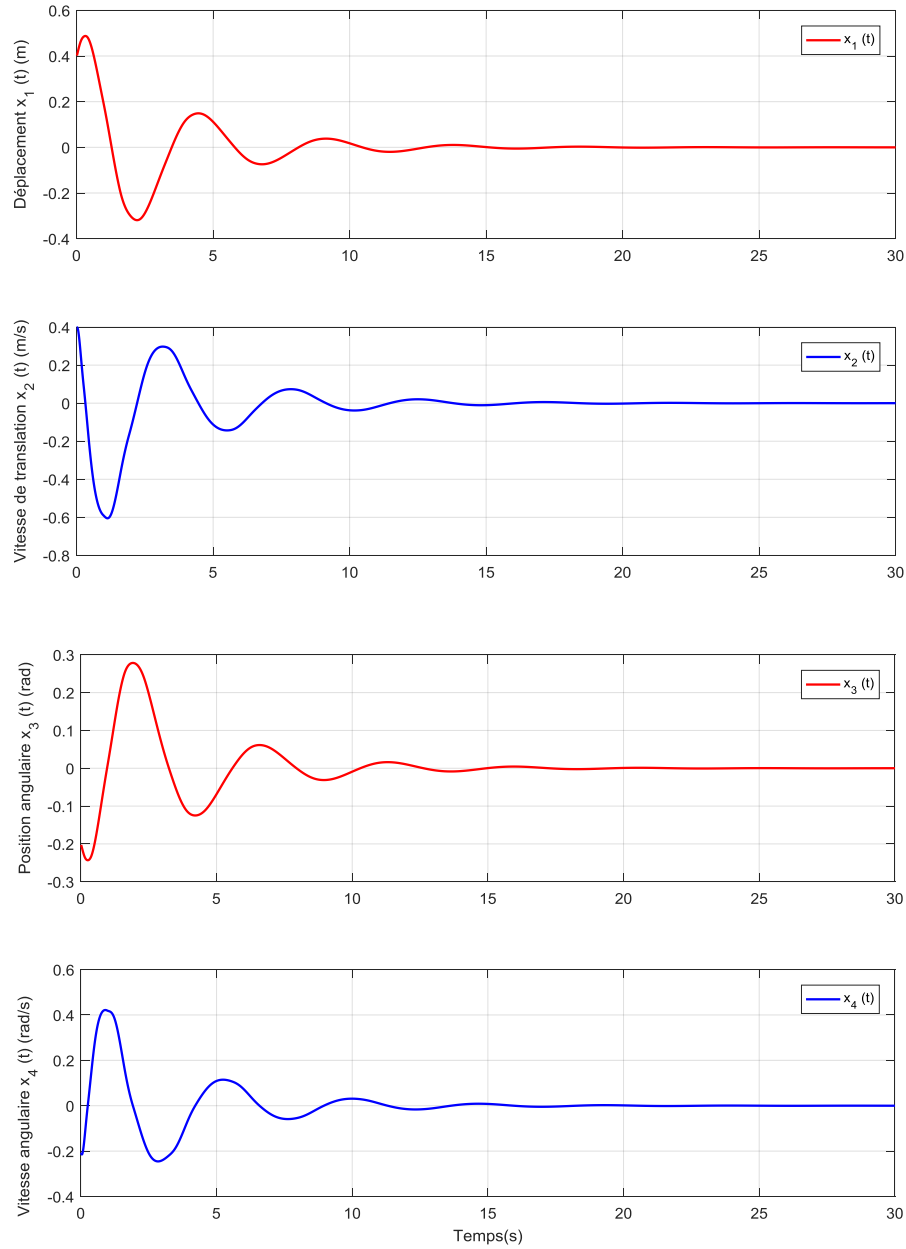 0.6
0.4
0.2
0
-0.2
-0.4
Déplacement x1 (t) (m)
x1 (t)
0 5 10 15 20 25 30
0.4
0.2
0
-0.2
-0.4
-0.6
-0.8
Vitesse de translation x2 (t) (m/s)
x2 (t)
0 5 10 15 20 25 30
0.3
0.2
0.1
0
-0.1
-0.2
-0.3
Position angulaire x3 (t) (rad)
x3 (t)
0 5 10 15 20 25 30
0.6
0.4
0.2
0
-0.2
-0.4
Vitesse angulaire x4 (t) (rad/s)
x4 (t)
0 5 10 15 20 25 30
Temps(s)